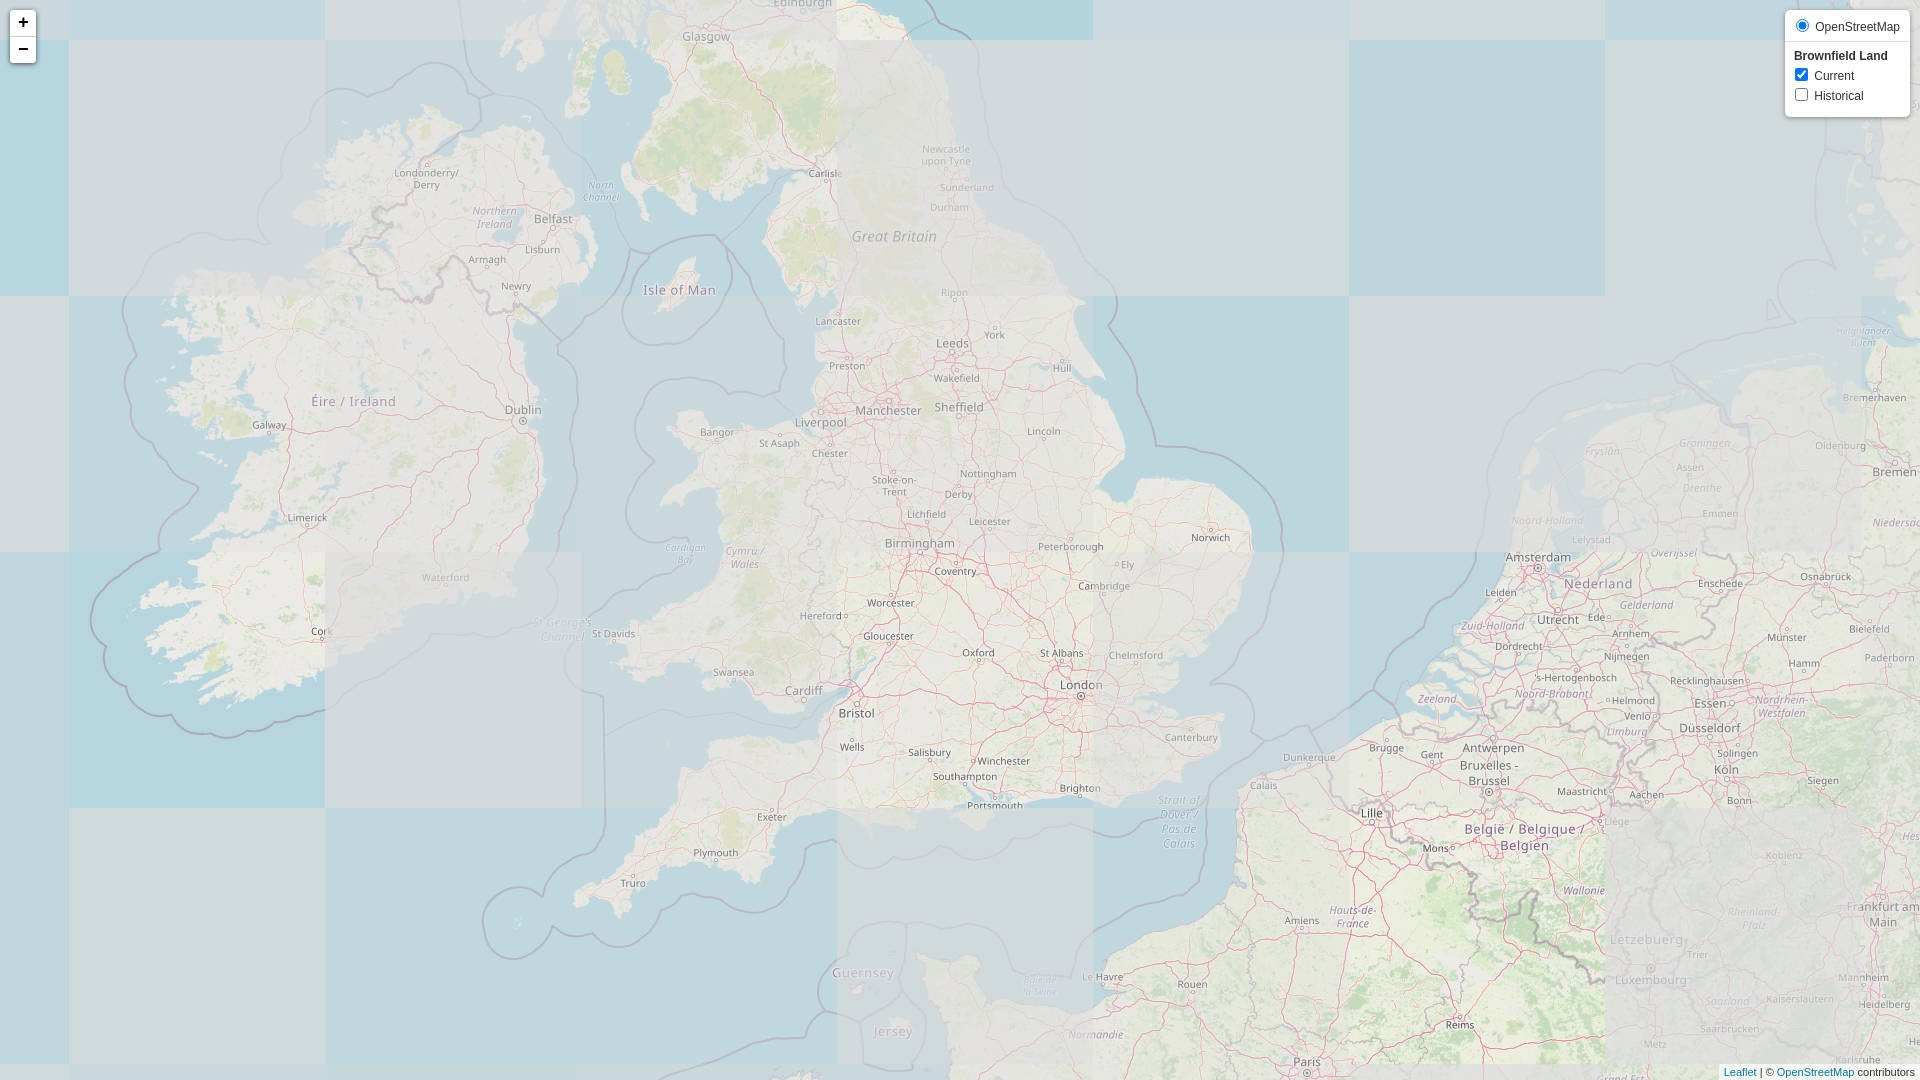 +
−
OpenStreetMap
Brownfield Land
Current
Historical
Edinburgh
Glasgow
Newcastle
upon Tyne
Londonderry/
Derry
Carlisle
Sunderland
North
Channel
Durham
Northern
Ireland
Belfast
Great Britain
Lisburn
Armagh
Newry
Isle of Man
Ripon
Lancaster
York
Helgoländer
Bucht
Leeds
Preston
Hull
Wakefield
Bremerhaven
Éire / Ireland
Dublin
Manchester
Sheffield
Liverpool
Galway
Bangor
St Asaph
Lincoln
Chester
Groningen
Oldenburg
Fryslân
Assen
Bremen
Nottingham
Stoke-on-
Trent
Derby
Drenthe
Limerick
Lichfield
Leicester
Emmen
Noord-Holland
Niedersa
Norwich
Birmingham
Peterborough
Lelystad
Cardigan
Bay
Cymru /
Wales
Amsterdam
Overijssel
Coventry
Ely
Waterford
Cambridge
Nederland
Enschede
Osnabrück
Leiden
Worcester
Gelderland
Hereford
Utrecht
Ede
St George's
Channel
Cork
St Davids
Gloucester
Zuid-Holland
Arnhem
Bielefeld
Münster
Dordrecht
Oxford
St Albans
Chelmsford
Nijmegen
Paderborn
Hamm
Swansea
's-Hertogenbosch
Recklinghausen
London
Cardiff
Noord-Brabant
Zeeland
Helmond
Essen
Nordrhein-
Westfalen
Bristol
Venlo
Limburg
Düsseldorf
Canterbury
Wells
Salisbury
Brugge
Gent
Antwerpen
Solingen
Winchester
Dunkerque
Bruxelles -
Brussel
Köln
Southampton
Calais
Siegen
Brighton
Maastricht
Aachen
Bonn
Portsmouth
Strait of
Dover /
Pas de
Calais
Exeter
Lille
Liège
België / Belgique /
Belgien
Plymouth
Mons
Koblenz
Truro
Wallonie
Hauts-de-
France
Amiens
Rheinland
-Pfalz
Frankfurt am
Main
Lëtzebuerg
Trier
Guernsey
Le Havre
Baie de
la Seine
Rouen
Luxembourg
Mannheim
Saarland
Kaiserslautern
Heidelberg
Jersey
Normandie
Reims
Saarbrücken
Metz
Paris
Karlsruhe
Grand Est
Leaflet | © OpenStreetMap contributors